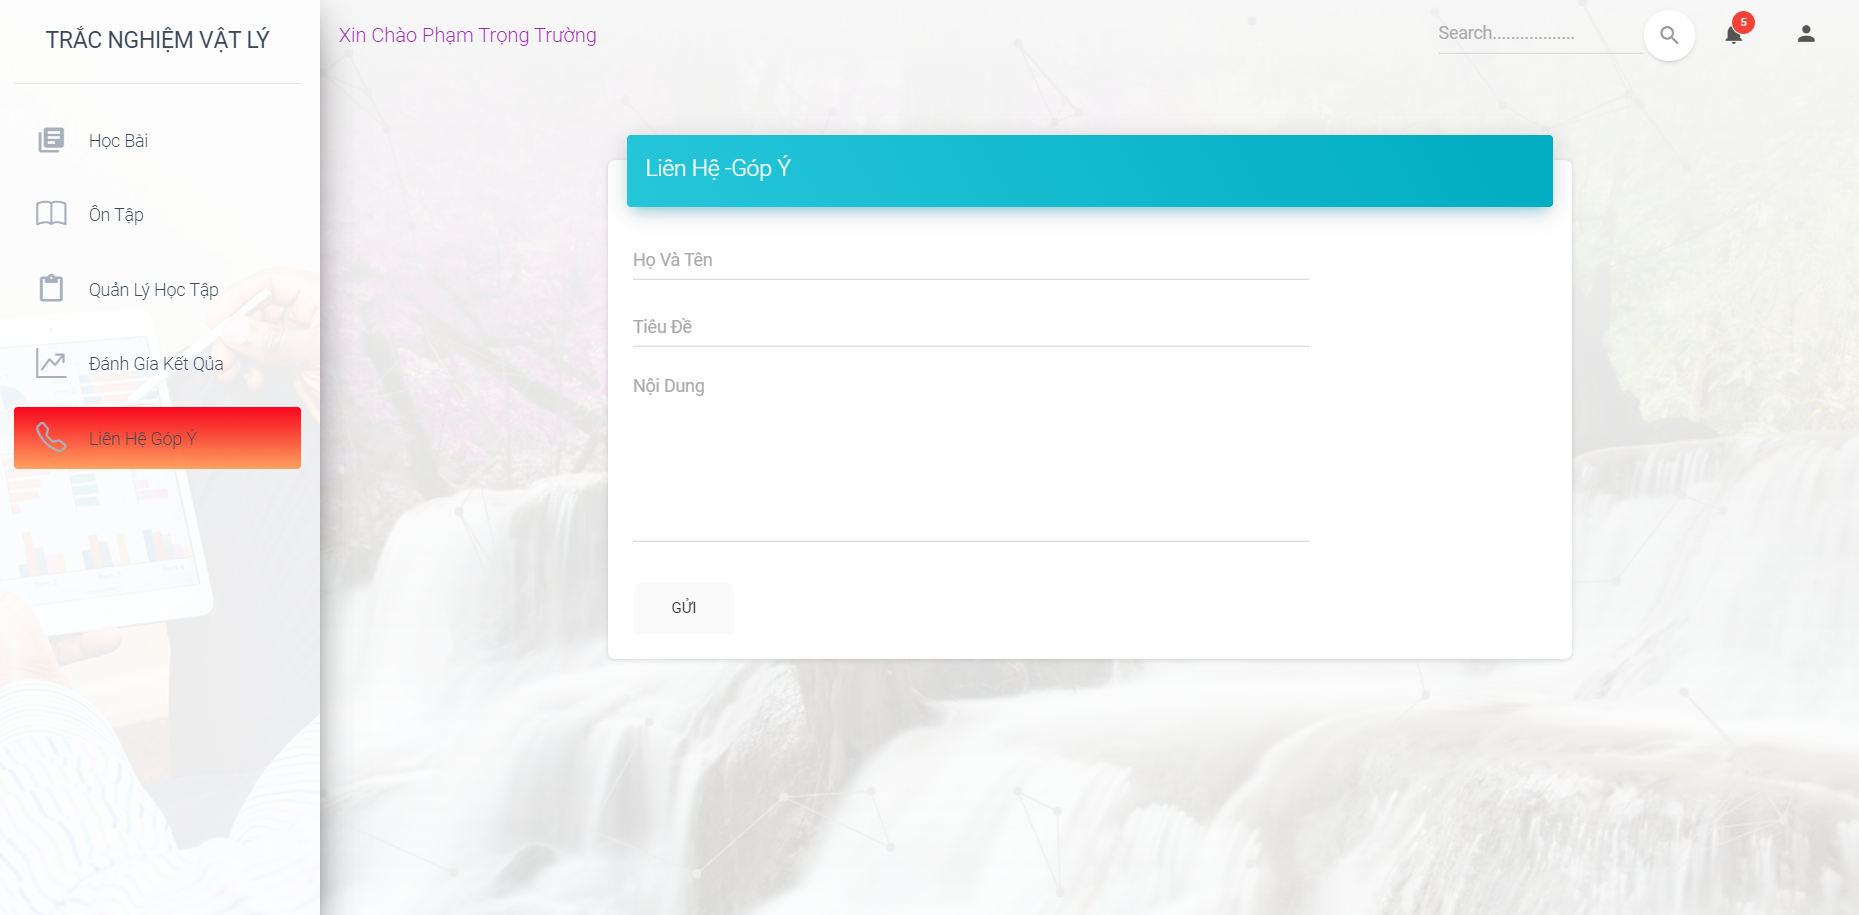 TRẮC NGHIỆM VẬT LÝ
Học Bài
Ôn Tập
Quản Lý Học Tập
Đánh Gía Kết Qủa
Liên Hệ Góp Ý
Xin Chào Phạm Trọng Trường
Search..................
5
Liên Hệ -Góp Ý
Họ Và Tên
Tiêu Đề
Nội Dung
GỬI